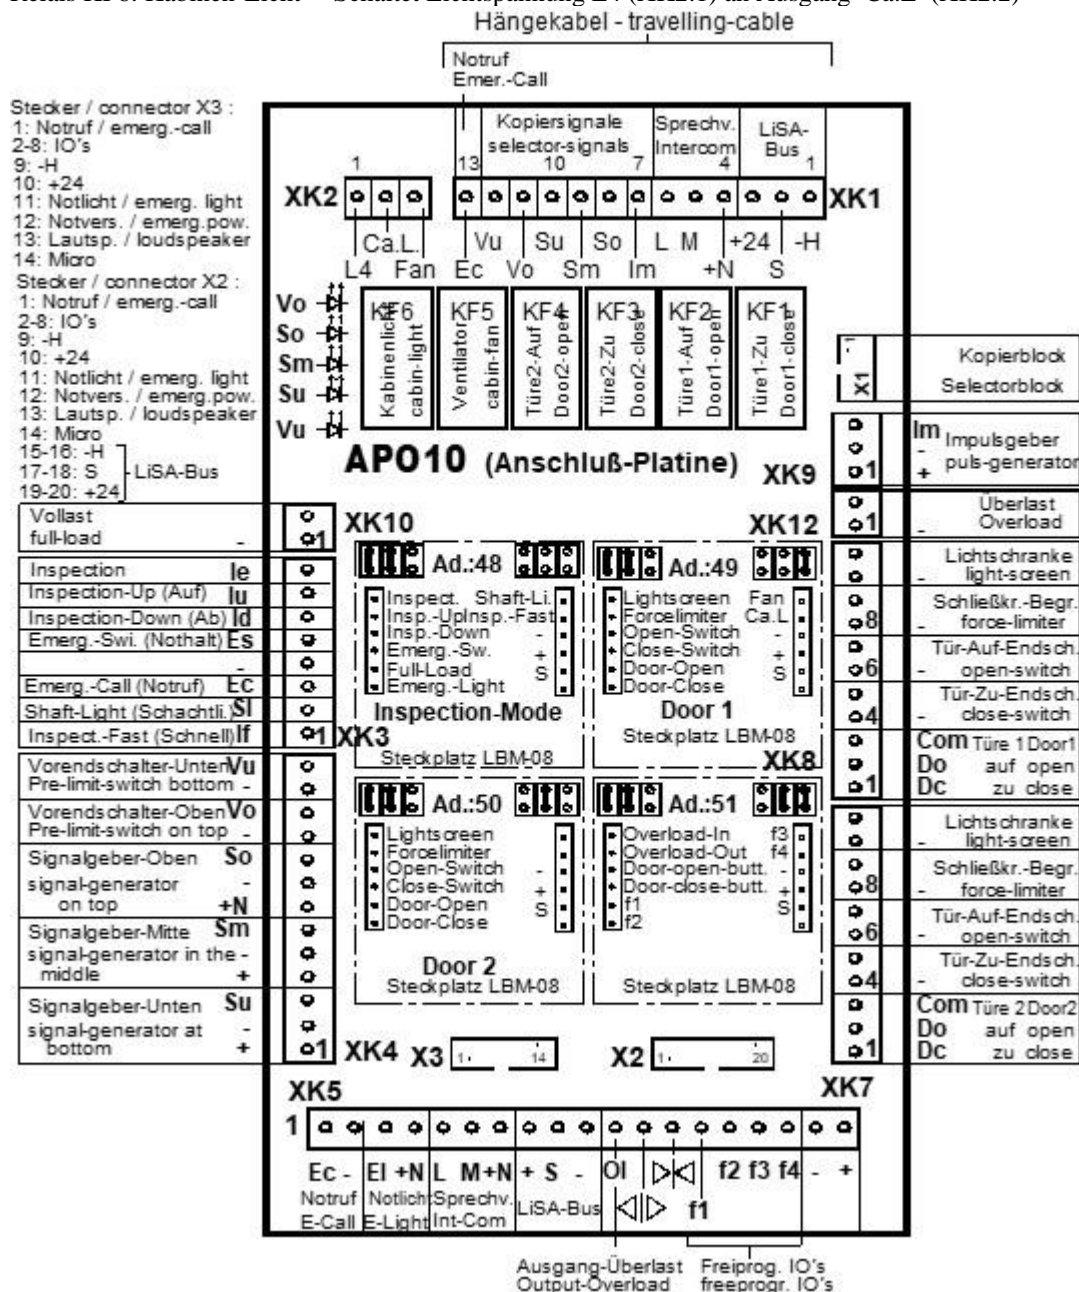 Hängekabel - travelling-cable
Notruf
Emer.-Call
Stecker / connector X3 :
1: Notruf / emerg.-call
2-8: IO's
9: -H
10: +24
11: Notlicht / emerg. light
12: Notvers. / emerg.pow.
13: Lautsp. / loudspeaker
14: Micro
Stecker / connector X2 :
1: Notruf / emerg.-call
2-8: IO's
9: -H
10: +24
11: Notlicht / emerg. light
12: Notvers. / emerg.pow.
13: Lautsp. / loudspeaker
14: Micro
15-16: -H
17-18: S
19-20: +24
LiSA-Bus
Kopiersignale
selector-signals
Sprechv.
Intercom
LiSA-
Bus
1 13 10 7 4 1
XK2 XK1
Ca.L. Vu Su So L M +24 -H
L4 Fan Ec Vo Sm Im +N S
Vo
So
Sm
Su
Vu
KF6 KF5 KF4 KF3 KF2 KF1
Kabinenlich
cabin-light
Ventilator
cabin-fan
Türe2-Auf
Door2-open
Türe2-Zu
Door2-close
Türe1-Auf
Door1-open
Türe1-Zu
Door1-close
APO10 (Anschluß-Platine)
X1 1
Kopierblock
Selectorblock
XK9
Im
-
+
1
Impulsgeber
puls-generator
Überlast
Overload
- 1
XK12
Vollast
full-load - 1
XK10
Inspection Ie
Inspection-Up (Auf) Iu
Inspection-Down (Ab) Id
Emerg.-Swi. (Nothalt) Es
-
Emerg.-Call (Notruf) Ec
Shaft-Light (Schachtli.) Sl
Inspect.-Fast (Schnell) If
1 XK3
Ad.:48
Inspect. Shaft-Li.
Insp.-Up Insp.-Fast
Insp.-Down -
Emerg.-Sw. +
Full-Load S
Emerg.-Light
Inspection-Mode
Steckplatz LBM-08
Ad.:49
Lightscreen Fan
Forcelimiter Ca.L
Open-Switch -
Close-Switch +
Door-Open S
Door-Close
Door 1
Steckplatz LBM-08
Lichtschranke
- light-screen
Schließkr.-Begr.
8 - force-limiter
Tür-Auf-Endsch.
6 - open-switch
Tür-Zu-Endsch.
4 - close-switch
Com Türe 1 Door1
Do auf open
1 Dc zu close
XK8
Vorendschalter-Unten Vu
Pre-limit-switch bottom -
Vorendschalter-Oben Vo
Pre-limit-switch on top -
Signalgeber-Oben So
signal-generator -
on top +N
Signalgeber-Mitte Sm
signal-generator in the -
middle +
Signalgeber-Unten Su
signal-generator at -
bottom +
1 XK4
Ad.:50
Lightscreen
Forcelimiter
Open-Switch -
Close-Switch +
Door-Open S
Door-Close
Door 2
Steckplatz LBM-08
Ad.:51
Overload-In f3
Overload-Out f4
Door-open-butt. -
Door-close-butt. +
f1 S
f2
Steckplatz LBM-08
Lichtschranke
- light-screen
Schließkr.-Begr.
8 - force-limiter
Tür-Auf-Endsch.
6 - open-switch
Tür-Zu-Endsch.
4 - close-switch
Com Türe 2 Door2
Do auf open
1 Dc zu close
X3 1 14
X2 1 20
XK5 XK7
1
Ec - El +N L M +N + S - Ol f2 f3 f4 - +
Notruf
E-Call
Notlicht
E-Light
Sprechv.
Int-Com
LiSA-Bus
f1
Ausgang-Überlast
Output-Overload
Freiprog. IO's
freeprogr. IO's